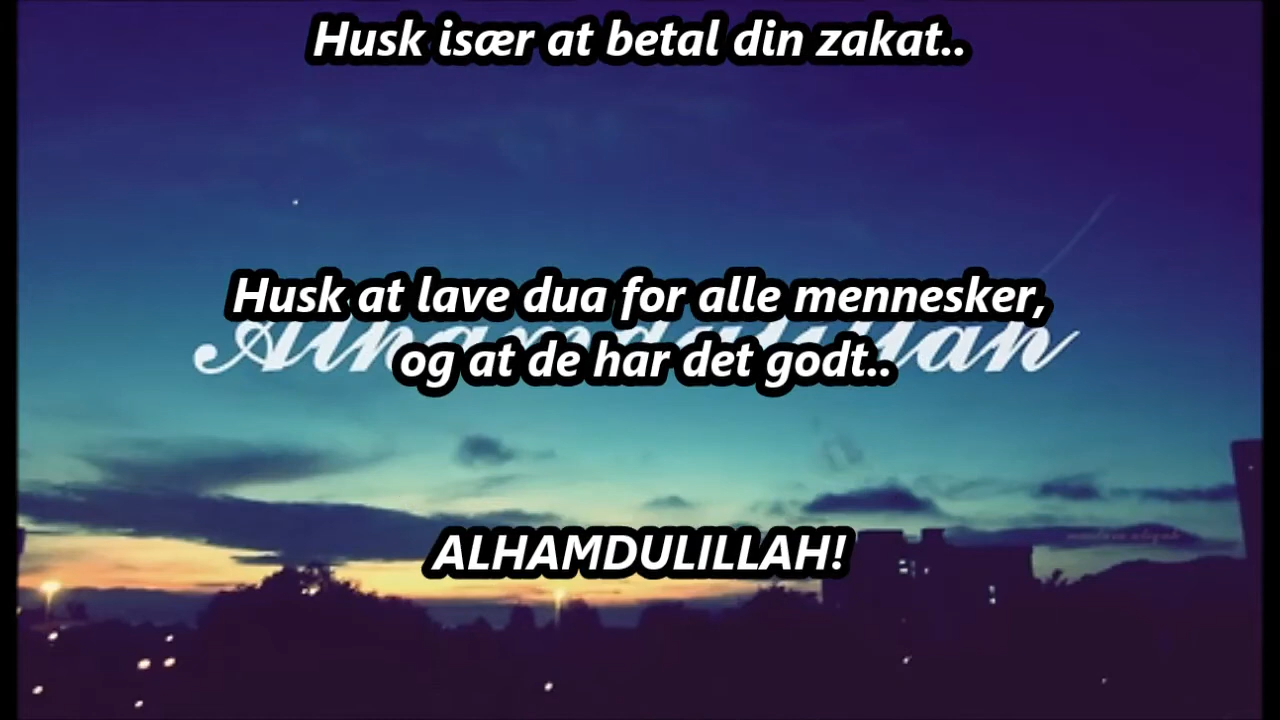 Husk især at betal din zakat..
Husk at lave dua for alle mennesker,
Alhamdulillah
og at de har det godt..
ALHAMDULILLAH!